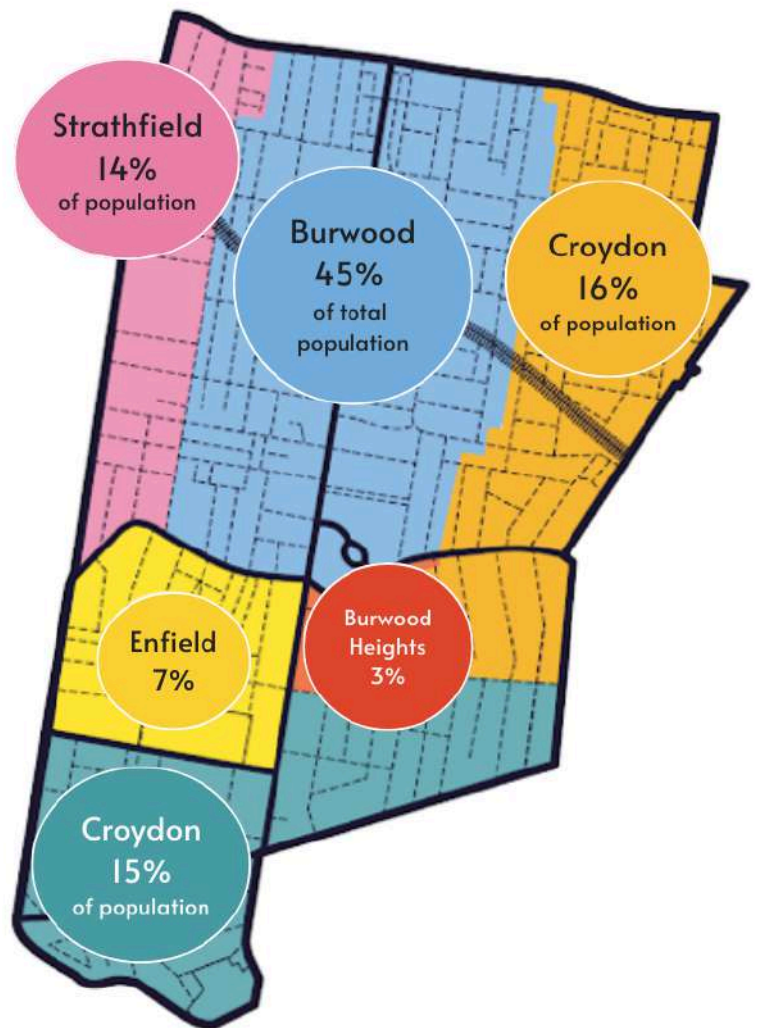 Strathfield
14%
of population
Burwood
45%
of total
population
Croydon
16%
of population
Enfield
7%
Burwood
Heights
3%
Croydon
15%
of population